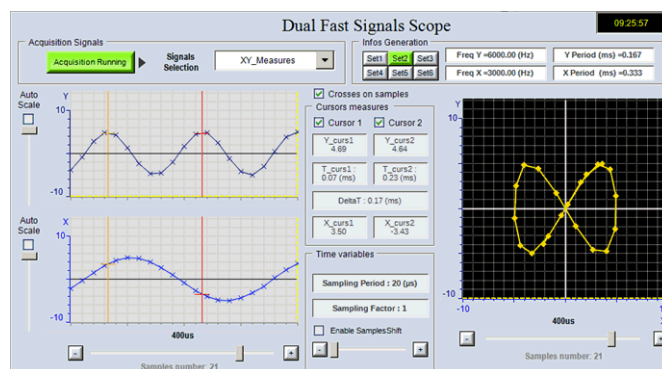 Dual Fast Signals Scope
09:25:57
Acquisition Signals
Acquisition Running
Signals
Selection
XY_Measures
Infos Generation
Set1 Set2 Set3
Set4 Set5 Set6
Freq Y =6000.00 (Hz)
Y Period (ms) =0.167
Freq X =3000.00 (Hz)
X Period (ms) =0.333
Auto
Scale
Y
10
-10
Auto
Scale
X
10
-10
400us
Samples number: 21
Crosses on samples
Cursors measures
Cursor 1
Cursor 2
Y_curs1
4.69
Y_curs2
4.64
T_curs1 :
0.07 (ms)
T_curs2 :
0.23 (ms)
DeltaT : 0.17 (ms)
X_curs1
3.50
X_curs2
-3.43
Time variables
Sampling Period : 20 (µs)
Sampling Factor : 1
Enable SamplesShift
Y
10
-10
-10
0
400us
Samples number: 21